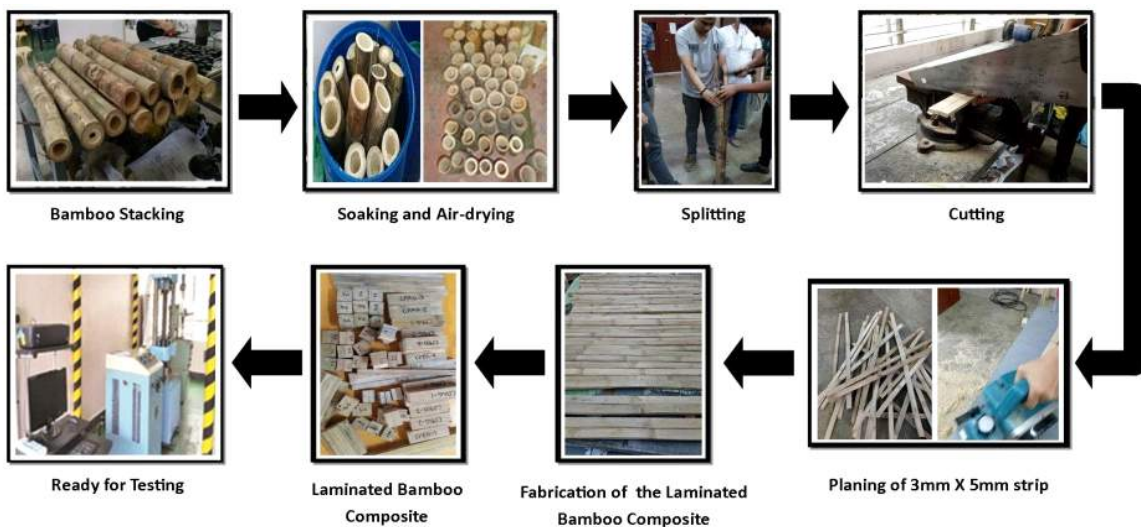 Bamboo Stacking
Soaking and Air-drying
Splitting
Cutting
Planing of 3mm X 5mm strip
Fabrication of the Laminated
Bamboo Composite
Laminated Bamboo
Composite
Ready for Testing